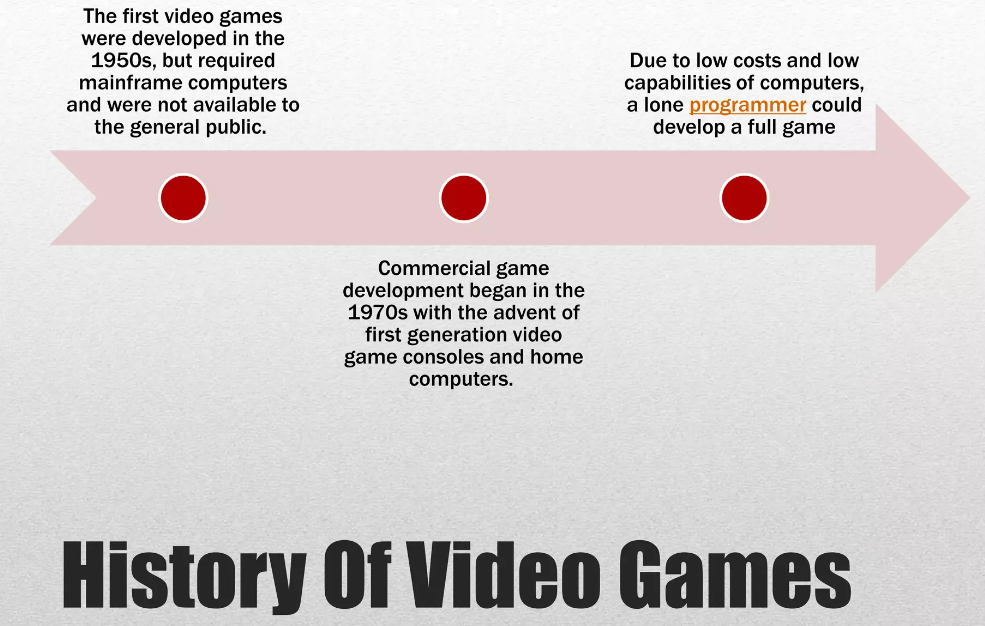 The first video games
were developed in the
1950s, but required
mainframe computers
and were not available to
the general public.
Due to low costs and low
capabilities of computers,
a lone programmer could
develop a full game
Commercial game
development began in the
1970s with the advent of
first generation video
game consoles and home
computers.
History Of Video Games